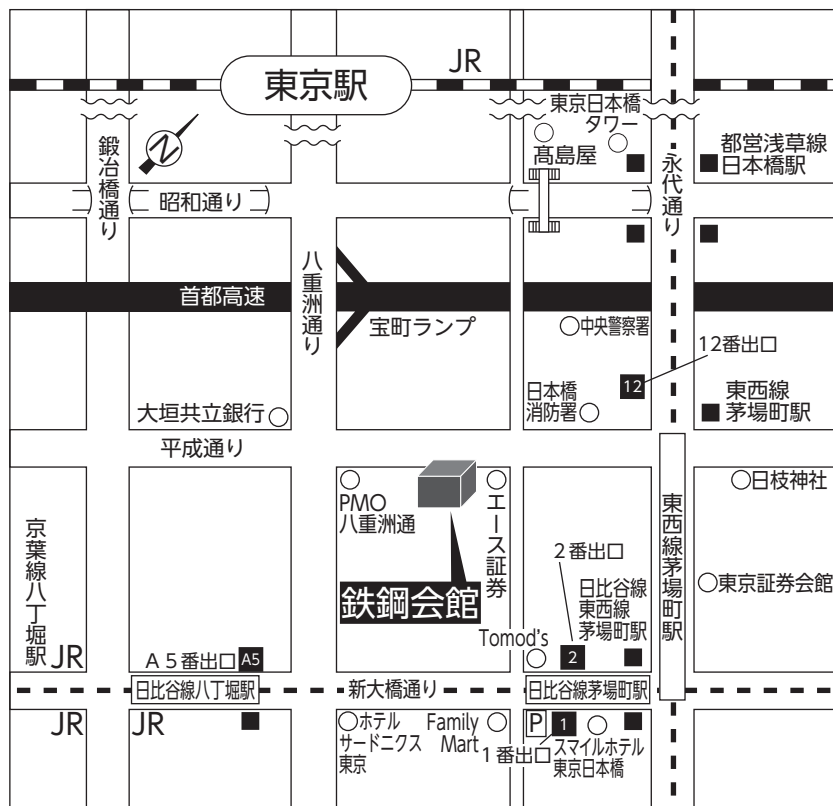 JR
東京駅
東京日本橋
タワー
髙島屋
都営浅草線
日本橋駅
鍛冶橋通り
N
昭和通り
永代通り
八重洲通り
首都高速
宝町ランプ
中央警察署
12番出口
日本橋
消防署
12
東西線
茅場町駅
大垣共立銀行
平成通り
PMO
八重洲通
エース証券
日枝神社
京葉線八丁堀駅
鉄鋼会館
2番出口
日比谷線
東西線
茅場町駅
東西線茅場町駅
東京証券会館
JR
A5番出口
A5
Tomod's
2
日比谷線八丁堀駅
新大橋通り
日比谷線茅場町駅
JR
JR
ホテル
サードニクス
東京
Family
Mart
P
1
1番出口
スマイルホテル
東京日本橋